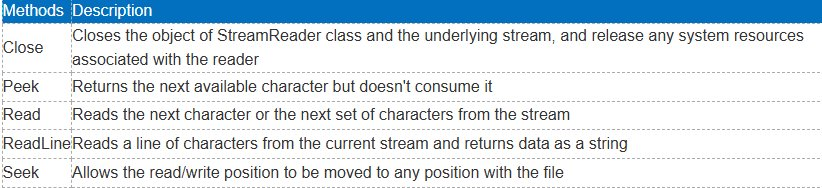 Methods Description
Close Closes the object of StreamReader class and the underlying stream, and release any system resources
associated with the reader
Peek Returns the next available character but doesn't consume it
Read Reads the next character or the next set of characters from the stream
ReadLine Reads a line of characters from the current stream and returns data as a string
Seek Allows the read/write position to be moved to any position with the file